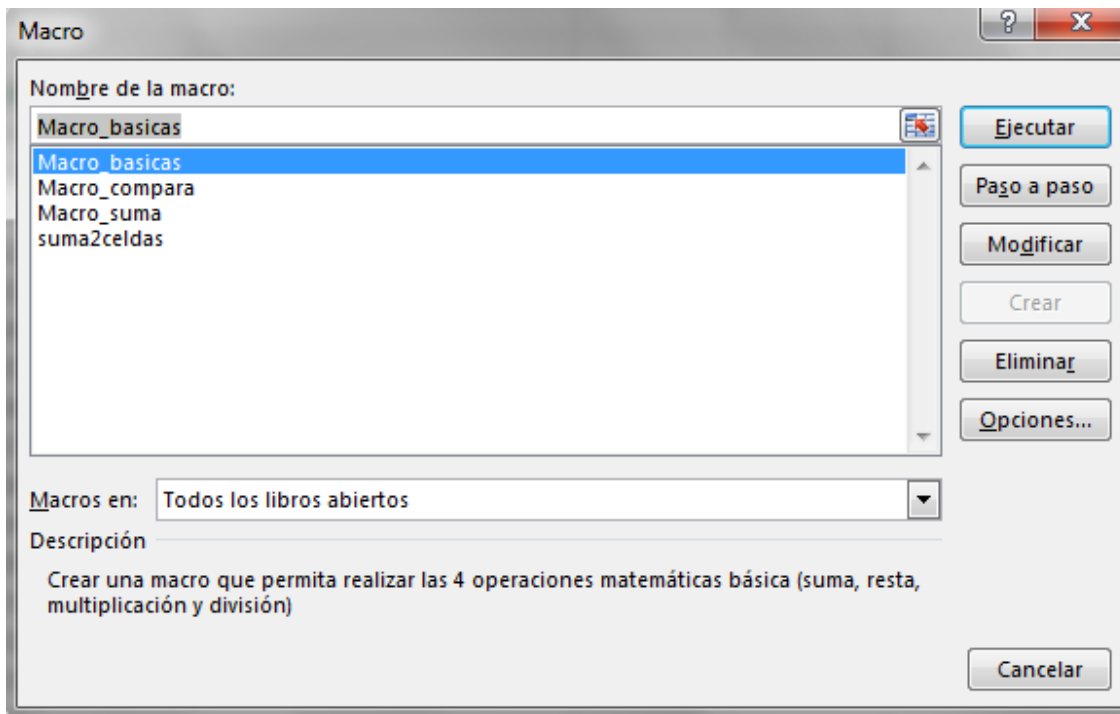 Macro
Nombre de la macro:
Macro_basicas
Macro_basicas
Macro_compara
Macro_suma
suma2celdas
Ejecutar
Paso a paso
Modificar
Crear
Eliminar
Opciones...
Macros en: Todos los libros abiertos
Descripción
Crear una macro que permita realizar las 4 operaciones matemáticas básica (suma, resta,
multiplicación y división)
Cancelar